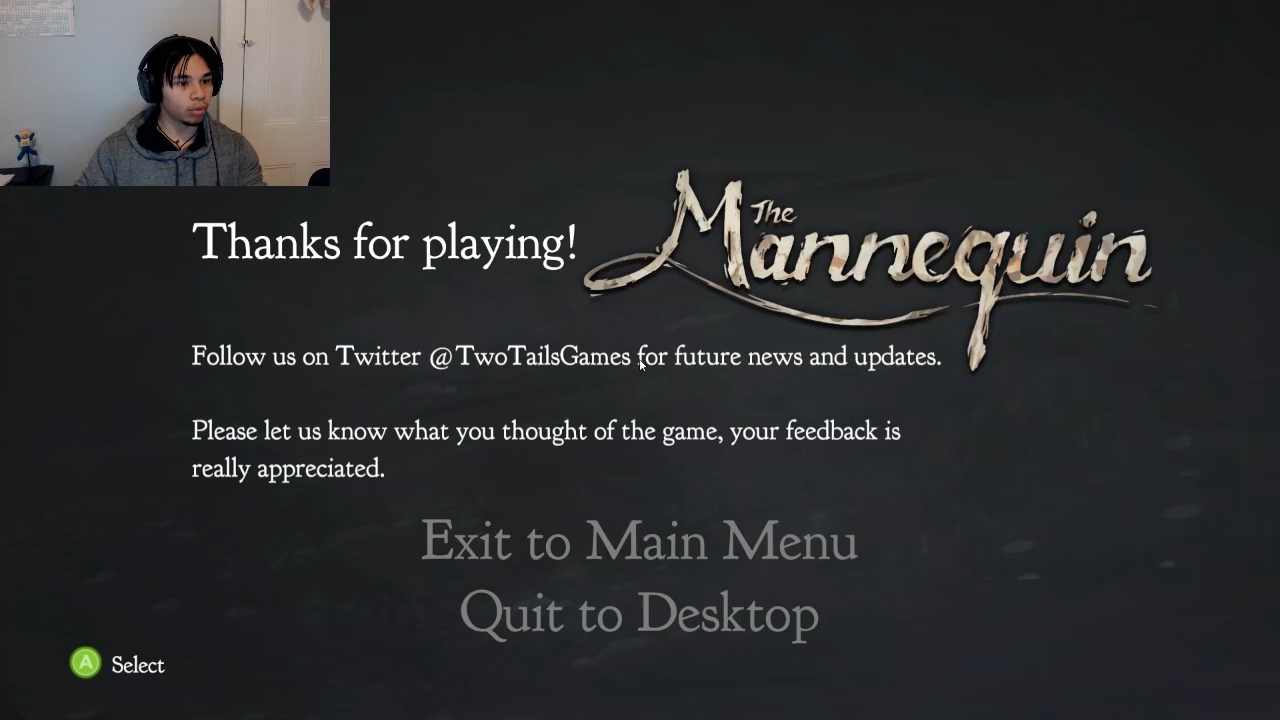 Thanks for playing!
The
Mannequin
Follow us on Twitter @TwoTailsGames for future news and updates.
Please let us know what you thought of the game, your feedback is
really appreciated.
Exit to Main Menu
Quit to Desktop
A Select